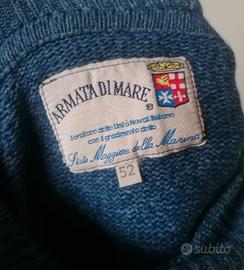 ARMATA DI MARE
®
Fornitore delle Unità Navali Italiane
con il gradimento dello
Stato Maggiore della Marina
52
subito